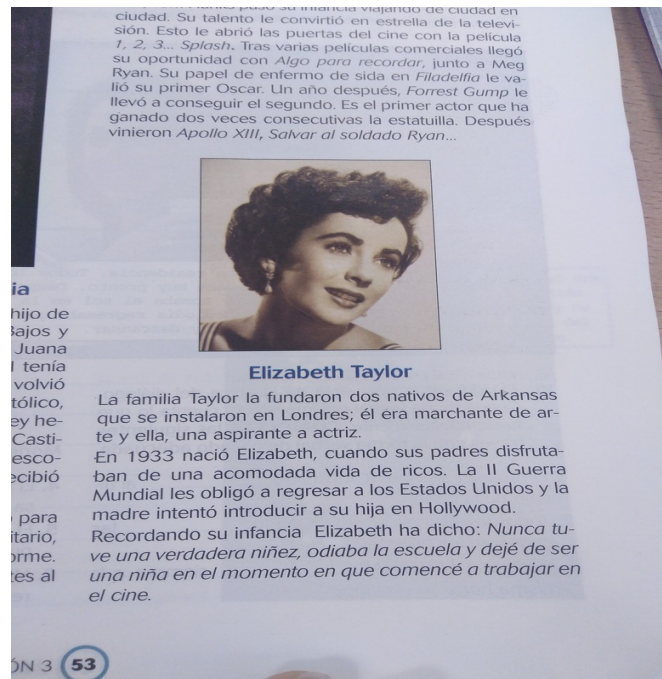 su infancia viajando de ciudad en
ciudad. Su talento le convirtió en estrella de la televi-
sión. Esto le abrió las puertas del cine con la película
1, 2, 3... Splash. Tras varias películas comerciales llegó
su oportunidad con Algo para recordar, junto a Meg
Ryan. Su papel de enfermo de sida en Filadelfia le va-
lió su primer Oscar. Un año después, Forrest Gump le
llevó a conseguir el segundo. Es el primer actor que ha
ganado dos veces consecutivas la estatuilla. Después
vinieron Apollo XIII, Salvar al soldado Ryan...
ia
hijo de
Bajos y
Juana
l tenía
volvió
tólico,
ey he-
Casti-
esco-
ecibió
para
itario,
orme.
tes al
Elizabeth Taylor
La familia Taylor la fundaron dos nativos de Arkansas
que se instalaron en Londres; él era marchante de ar-
te y ella, una aspirante a actriz.
En 1933 nació Elizabeth, cuando sus padres disfruta-
ban de una acomodada vida de ricos. La II Guerra
Mundial les obligó a regresar a los Estados Unidos y la
madre intentó introducir a su hija en Hollywood.
Recordando su infancia Elizabeth ha dicho: Nunca tu-
ve una verdadera niñez, odiaba la escuela y dejé de ser
una niña en el momento en que comencé a trabajar en
el cine.
ÓN 3 53